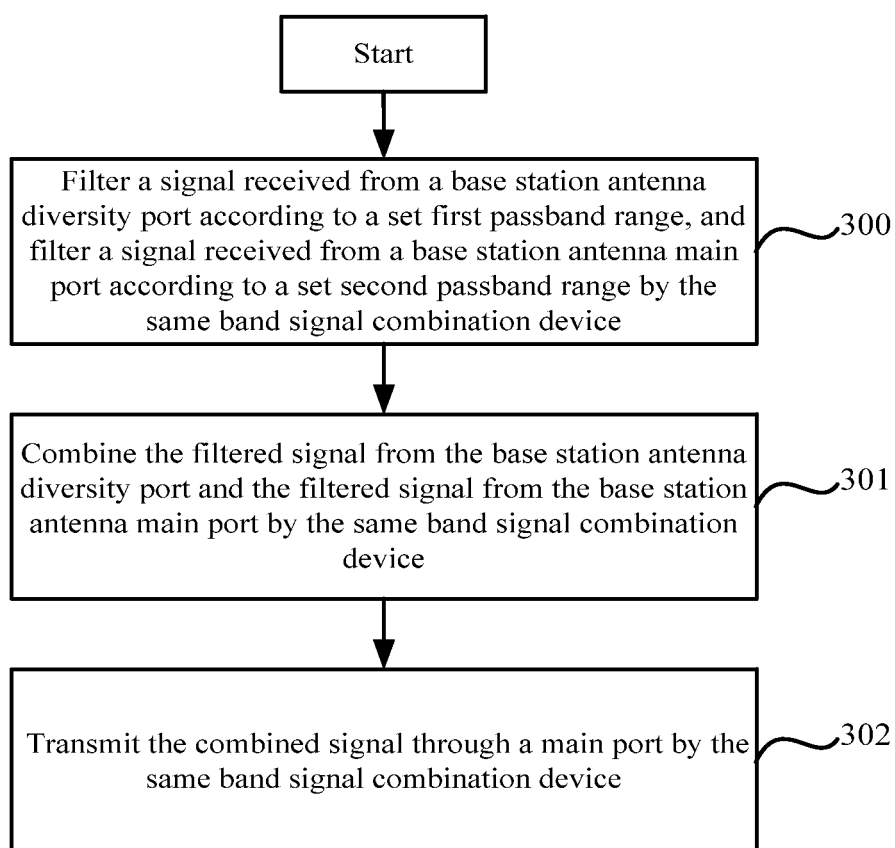 Start
Filter a signal received from a base station antenna
diversity port according to a set first passband range, and
filter a signal received from a base station antenna main
port according to a set second passband range by the
same band signal combination device
300
Combine the filtered signal from the base station antenna
diversity port and the filtered signal from the base station
antenna main port by the same band signal combination
device
301
Transmit the combined signal through a main port by the
same band signal combination device
302